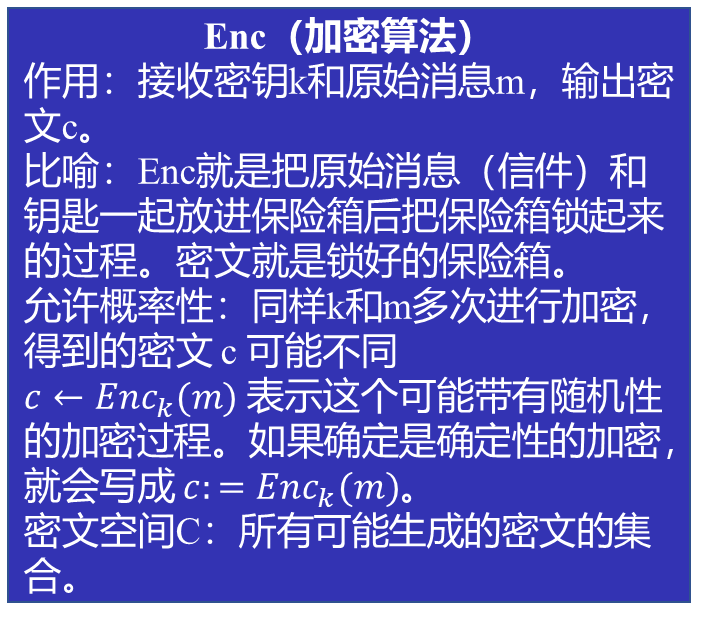 Enc（加密算法）
作用：接收密钥k和原始消息m，输出密
文c。
比喻：Enc就是把原始消息（信件）和
钥匙一起放进保险箱后把保险箱锁起来
的过程。密文就是锁好的保险箱。
允许概率性：同样k和m多次进行加密，
得到的密文 c 可能不同
c ← Enc_k(m) 表示这个可能带有随机性
的加密过程。如果确定是确定性的加密，
就会写成 c: = Enc_k(m)。
密文空间C：所有可能生成的密文的集
合。